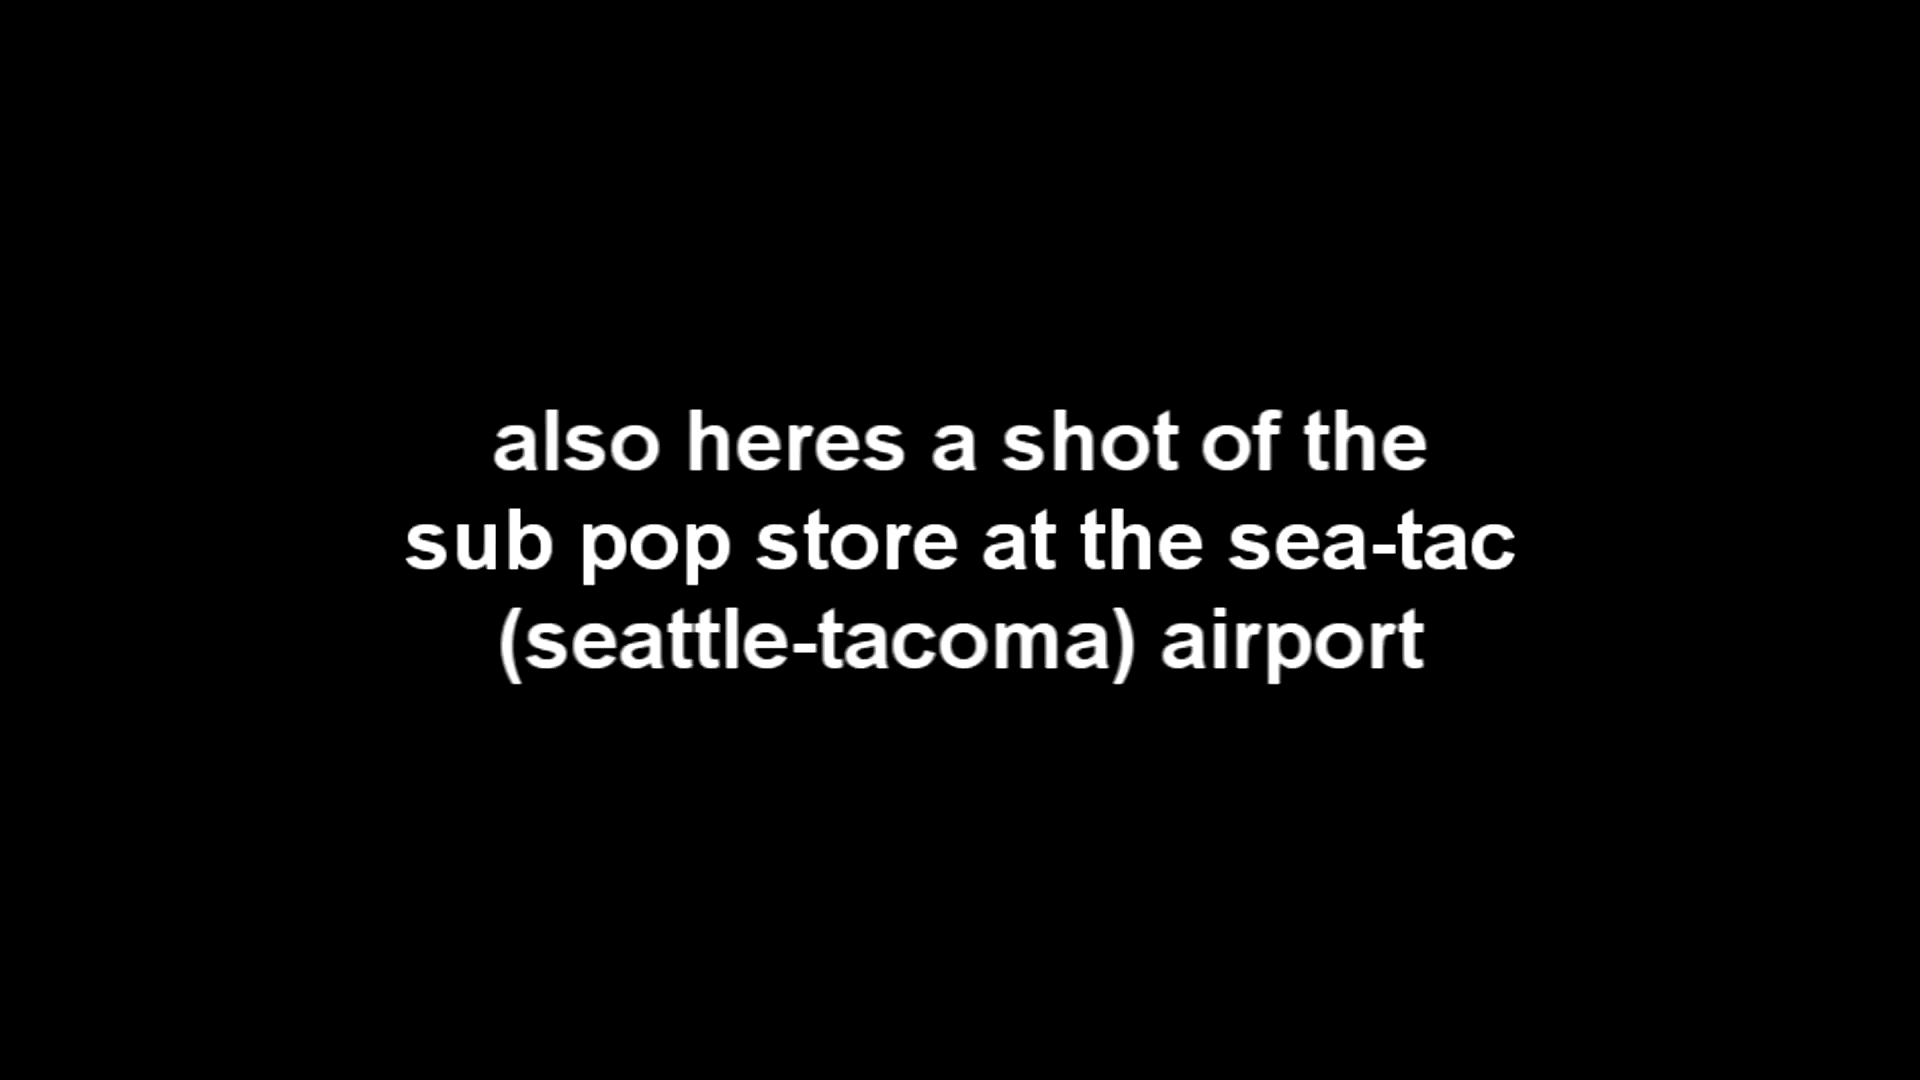 also heres a shot of the
sub pop store at the sea-tac
(seattle-tacoma) airport